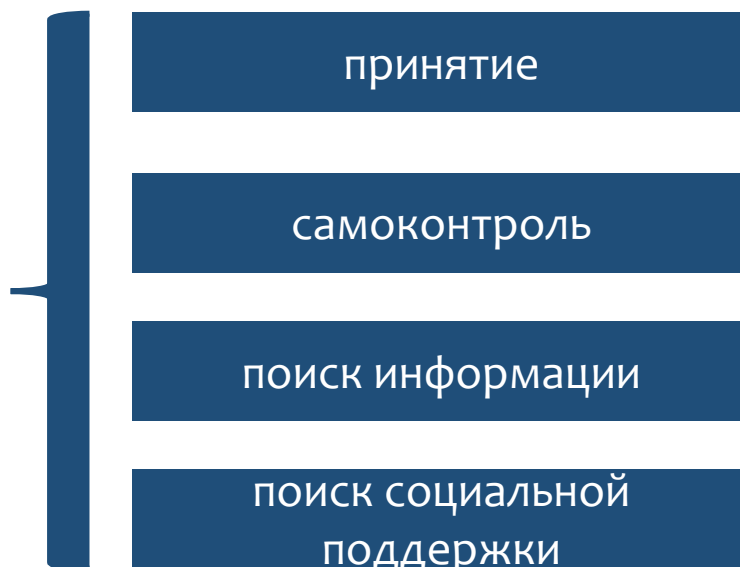 принятие
самоконтроль
поиск информации
поиск социальной
поддержки